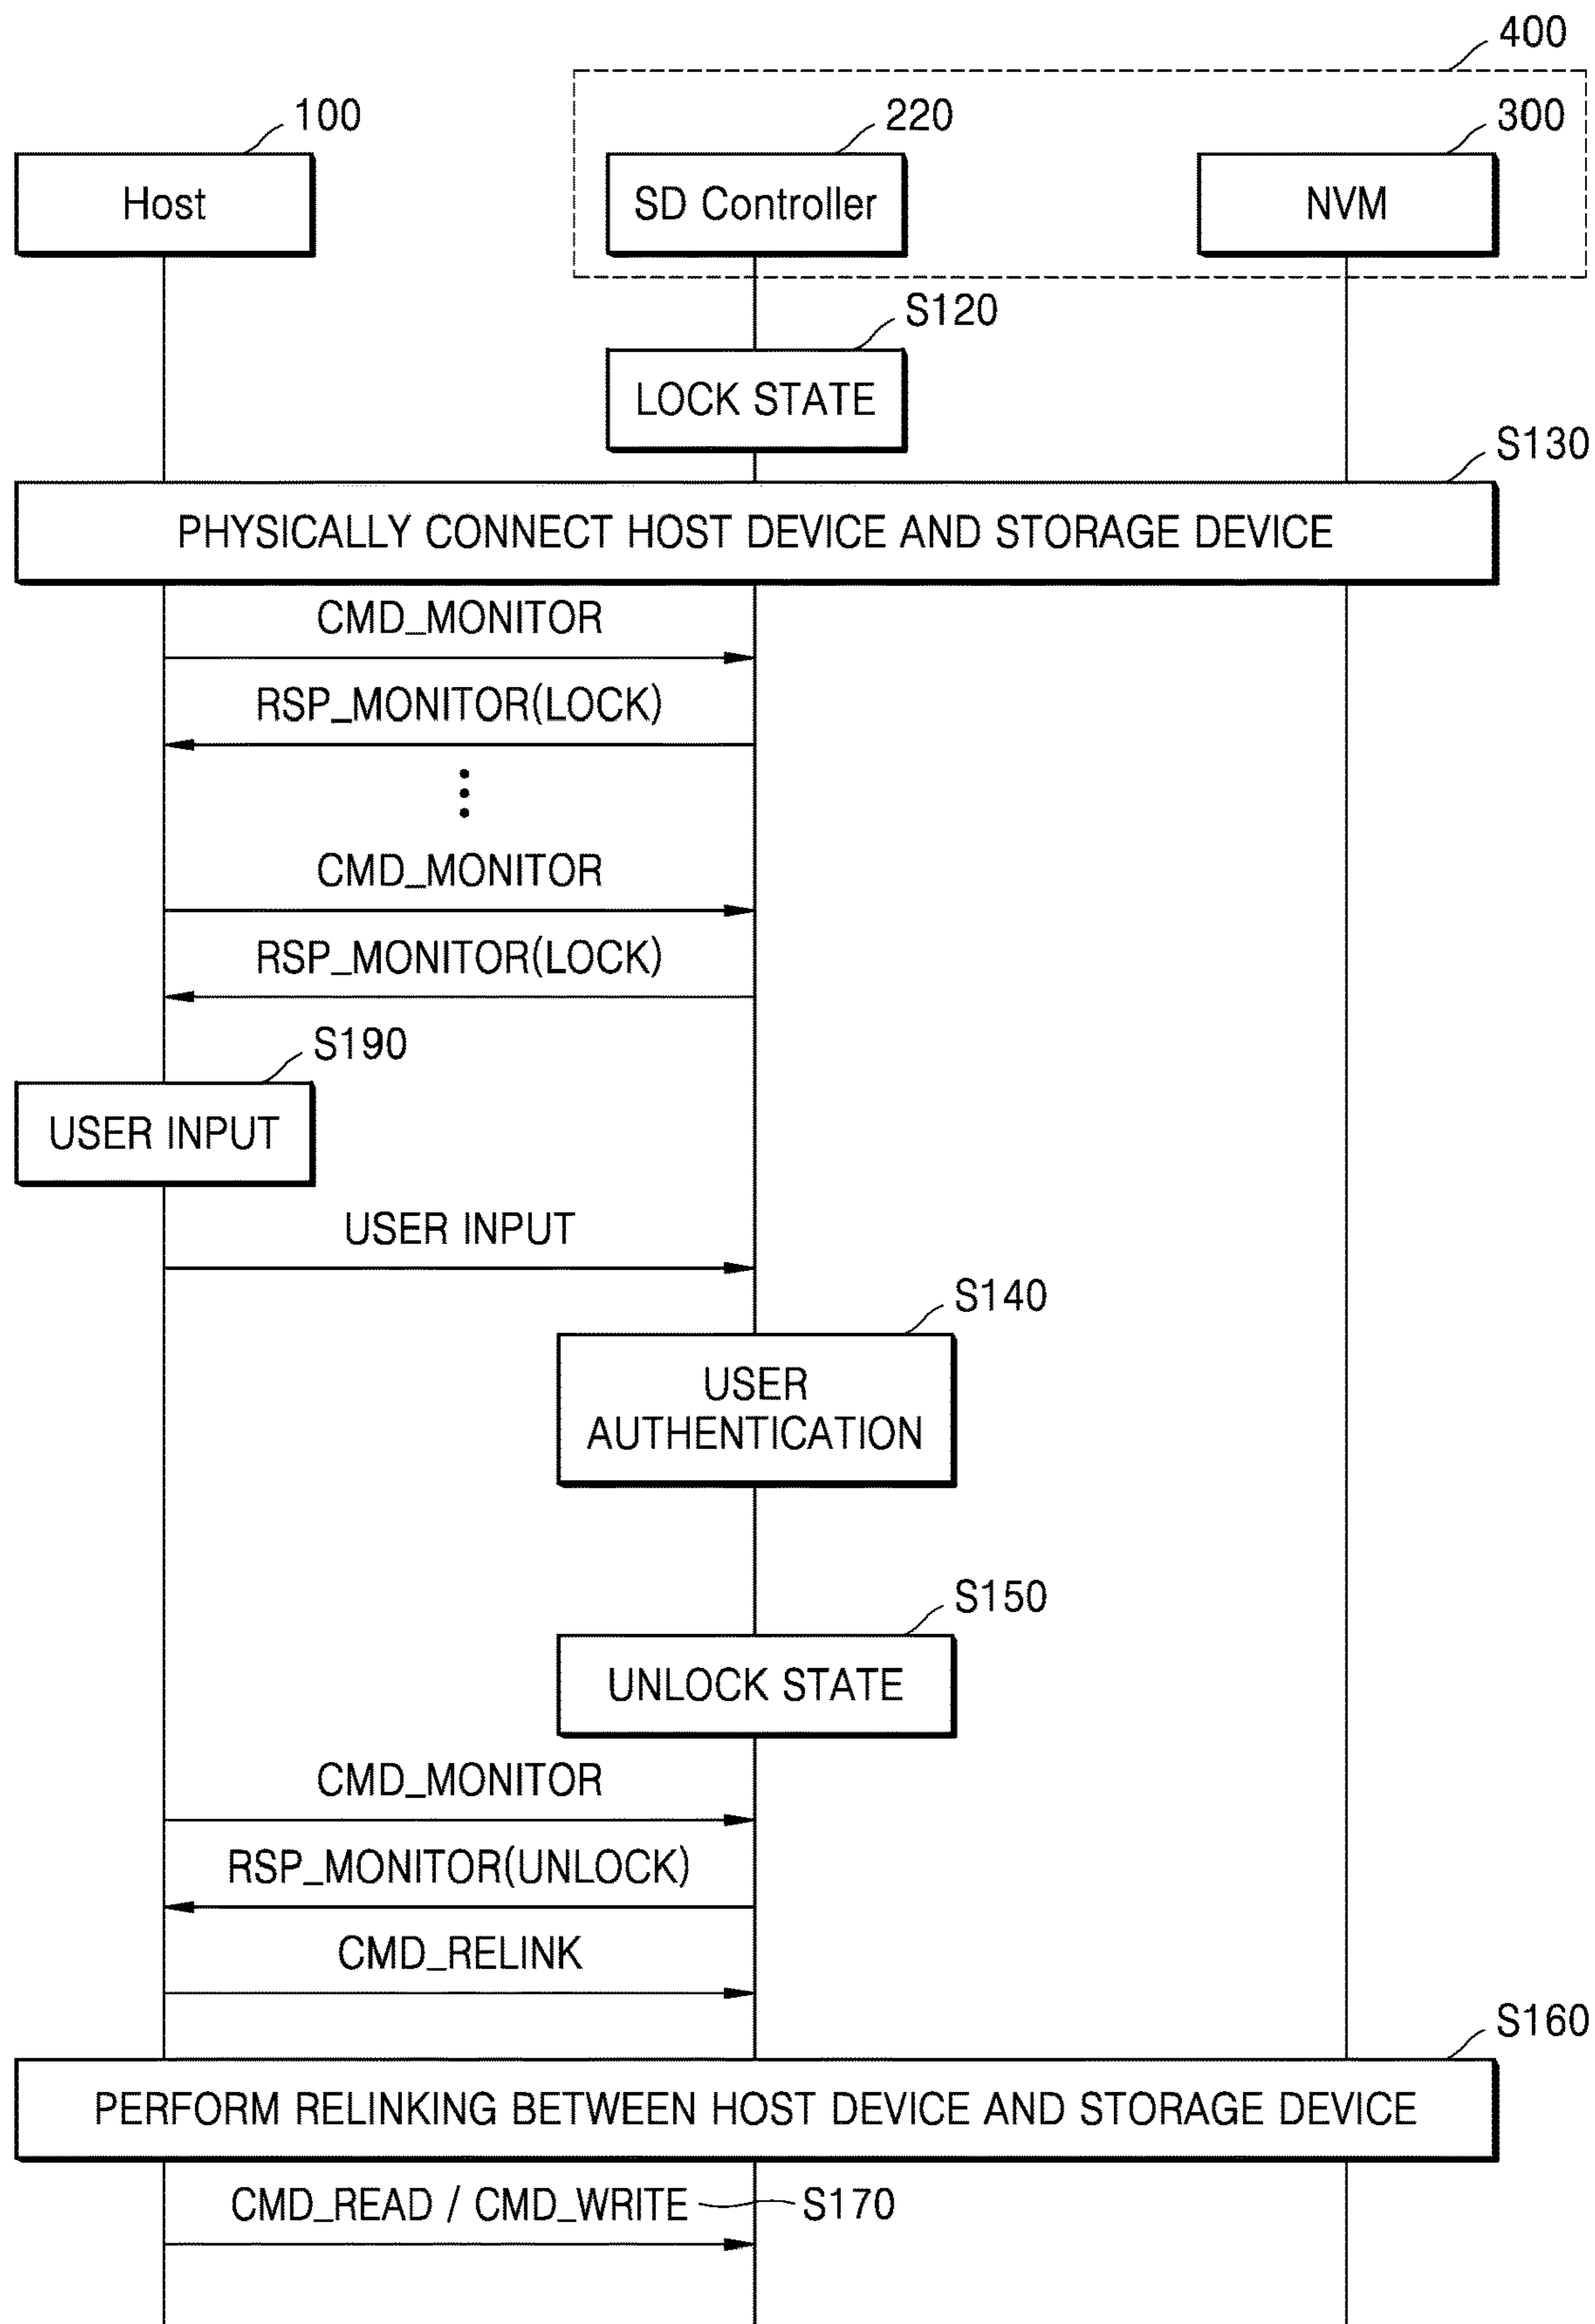 400
100
220
300
Host
SD Controller
NVM
S120
LOCK STATE
S130
PHYSICALLY CONNECT HOST DEVICE AND STORAGE DEVICE
CMD_MONITOR
RSP_MONITOR(LOCK)
CMD_MONITOR
RSP_MONITOR(LOCK)
S190
USER INPUT
USER INPUT
S140
USER
AUTHENTICATION
S150
UNLOCK STATE
CMD_MONITOR
RSP_MONITOR(UNLOCK)
CMD_RELINK
S160
PERFORM RELINKING BETWEEN HOST DEVICE AND STORAGE DEVICE
CMD_READ / CMD_WRITE S170